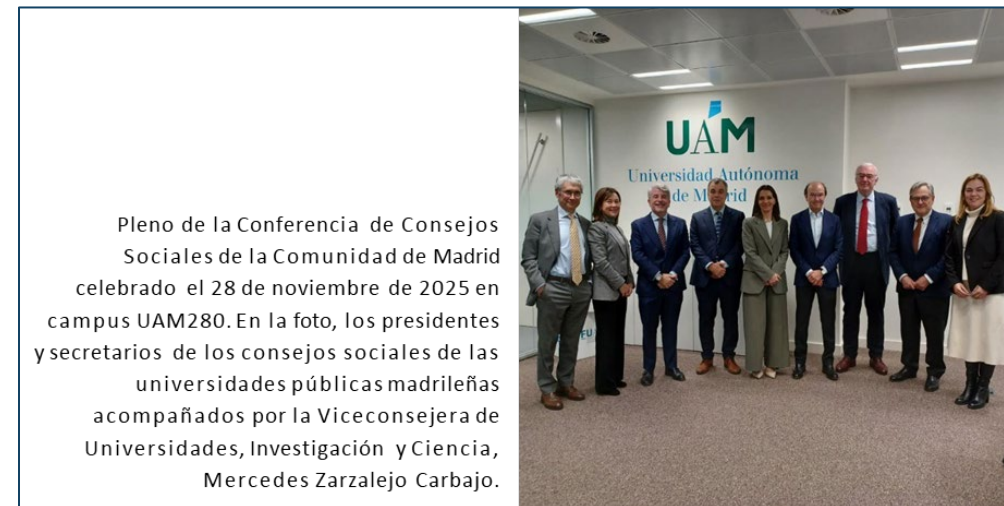 Pleno de la Conferencia de Consejos
Sociales de la Comunidad de Madrid
celebrado el 28 de noviembre de 2025 en
campus UAM280. En la foto, los presidentes
y secretarios de los consejos sociales de las
universidades públicas madrileñas
acompañados por la Viceconsejera de
Universidades, Investigación y Ciencia,
Mercedes Zarzalejo Carbajo.
UAM
Universidad Autónoma
de Madrid